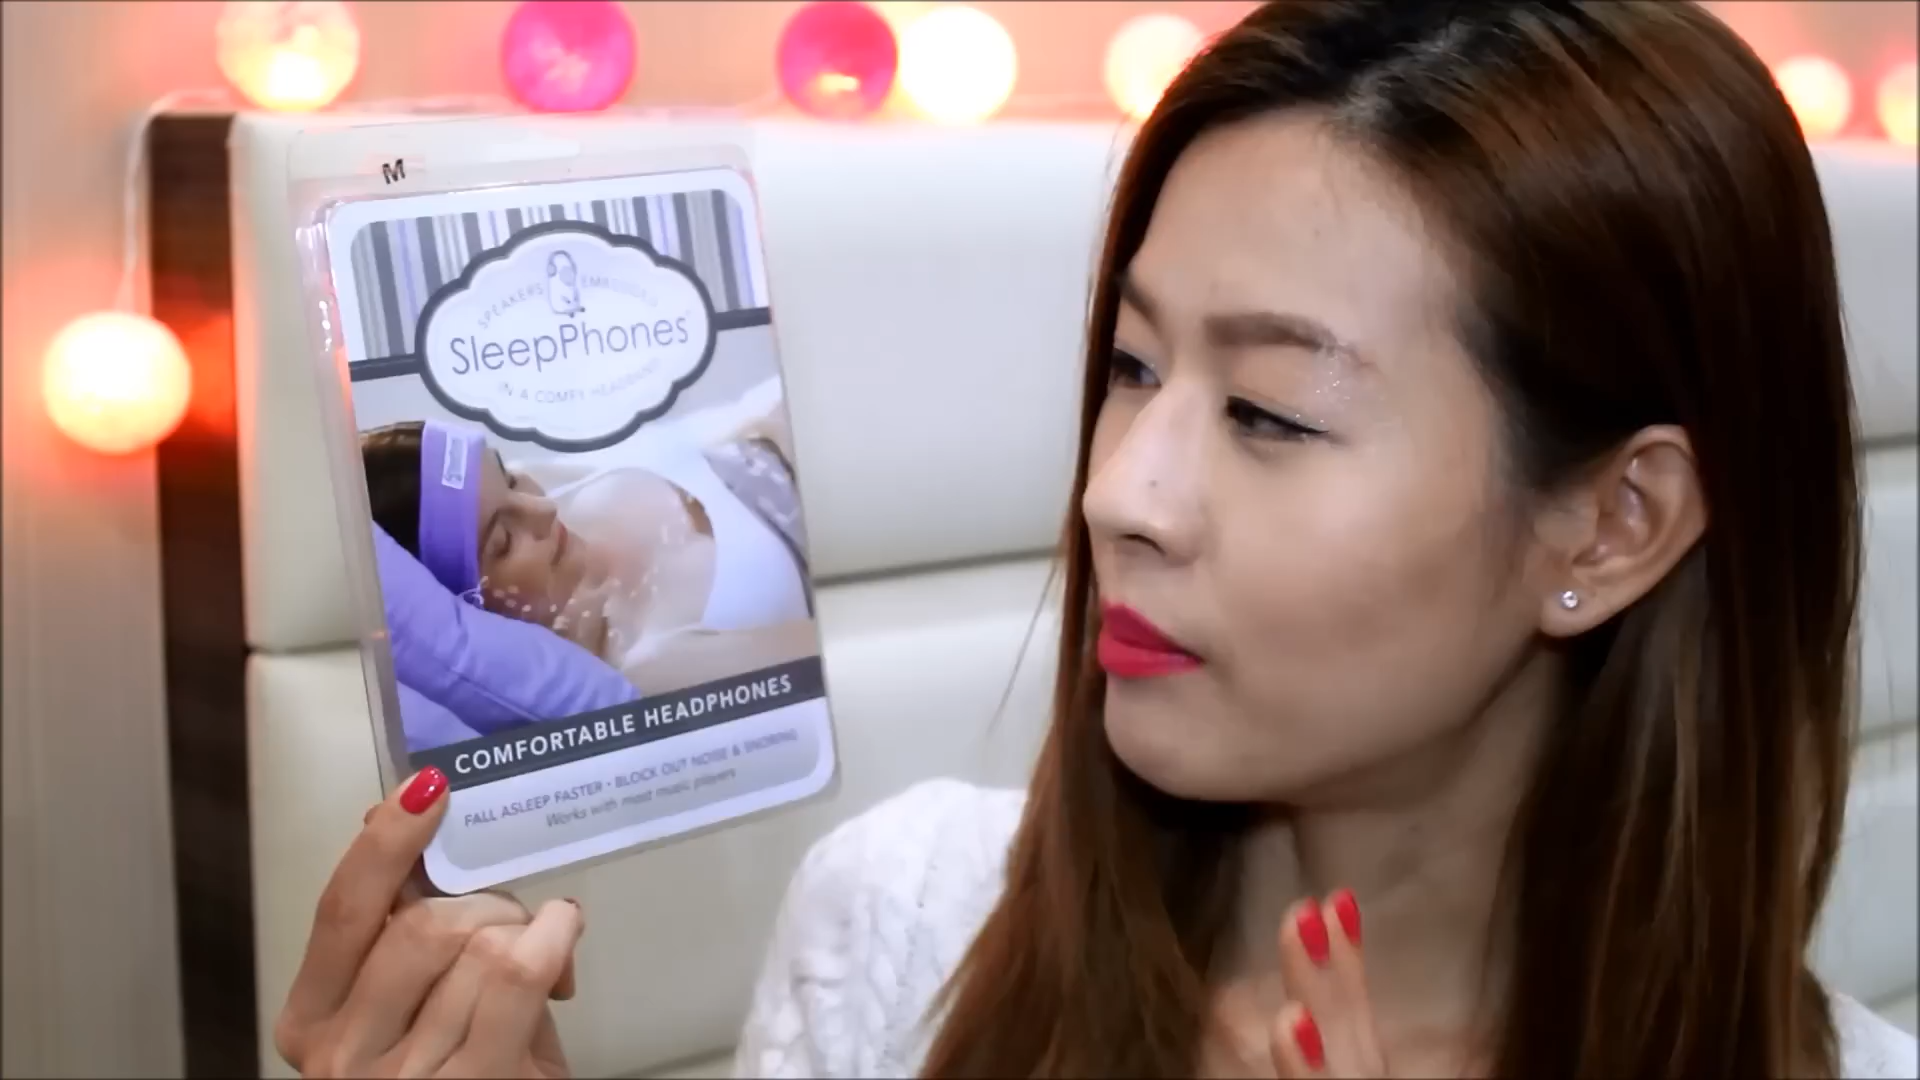 M
SPEAKERS EMBEDDED
SleepPhones
IN A COMFY HEADBAND
COMFORTABLE HEADPHONES
FALL ASLEEP FASTER • BLOCK OUT NOISE & SNORING
Works with most music players